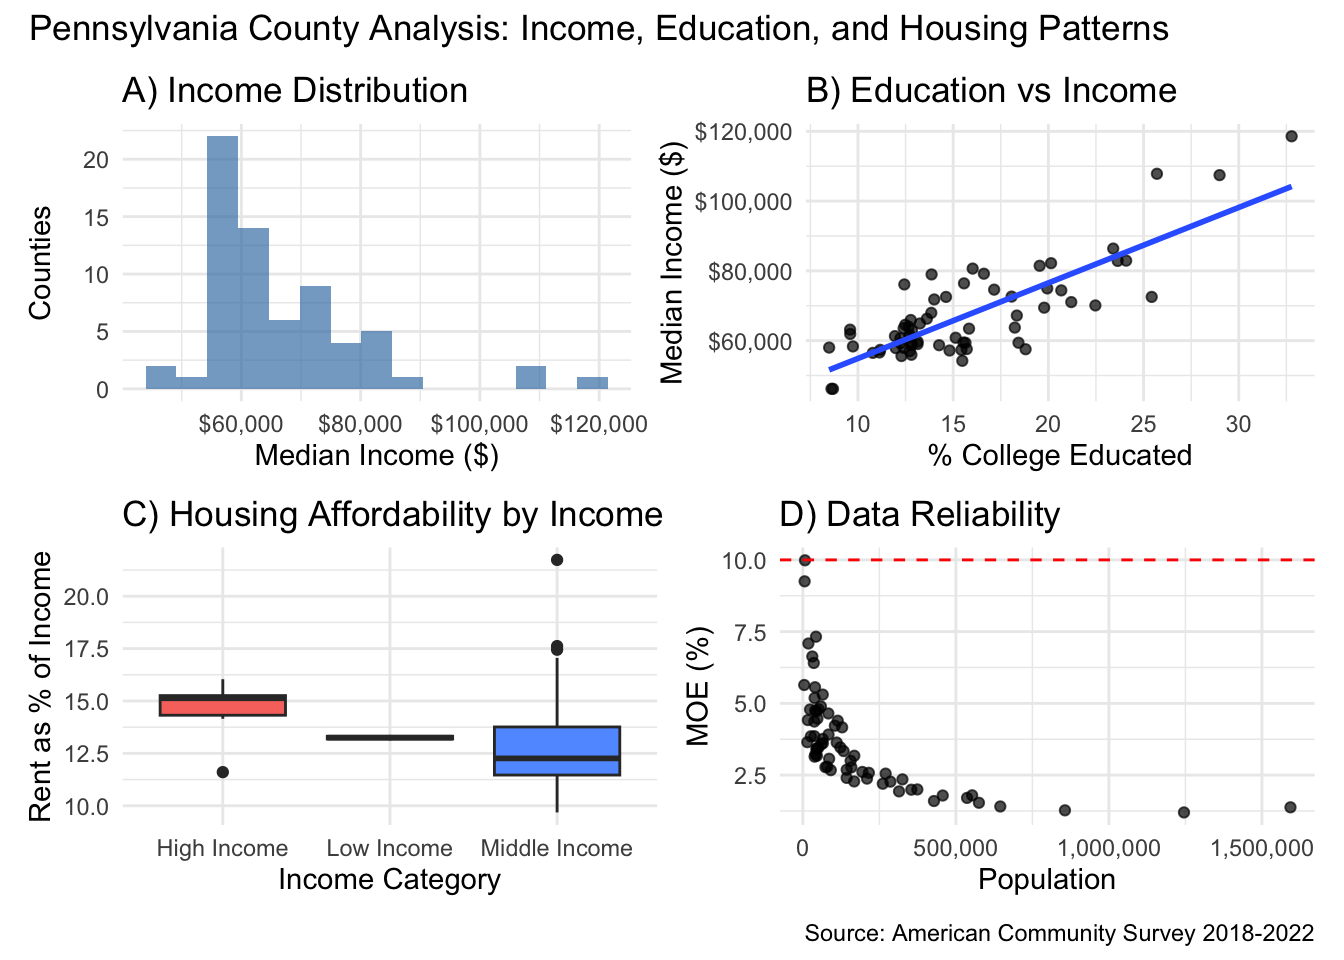 Pennsylvania County Analysis: Income, Education, and Housing Patterns
A) Income Distribution
Counties
20
15
10
5
0
$60,000 $80,000 $100,000 $120,000
Median Income ($)
B) Education vs Income
Median Income ($)
$120,000
$100,000
$80,000
$60,000
10 15 20 25 30
% College Educated
C) Housing Affordability by Income
Rent as % of Income
20.0
17.5
15.0
12.5
10.0
High Income Low Income Middle Income
Income Category
D) Data Reliability
MOE (%)
10.0
7.5
5.0
2.5
0 500,000 1,000,000 1,500,000
Population
Source: American Community Survey 2018-2022